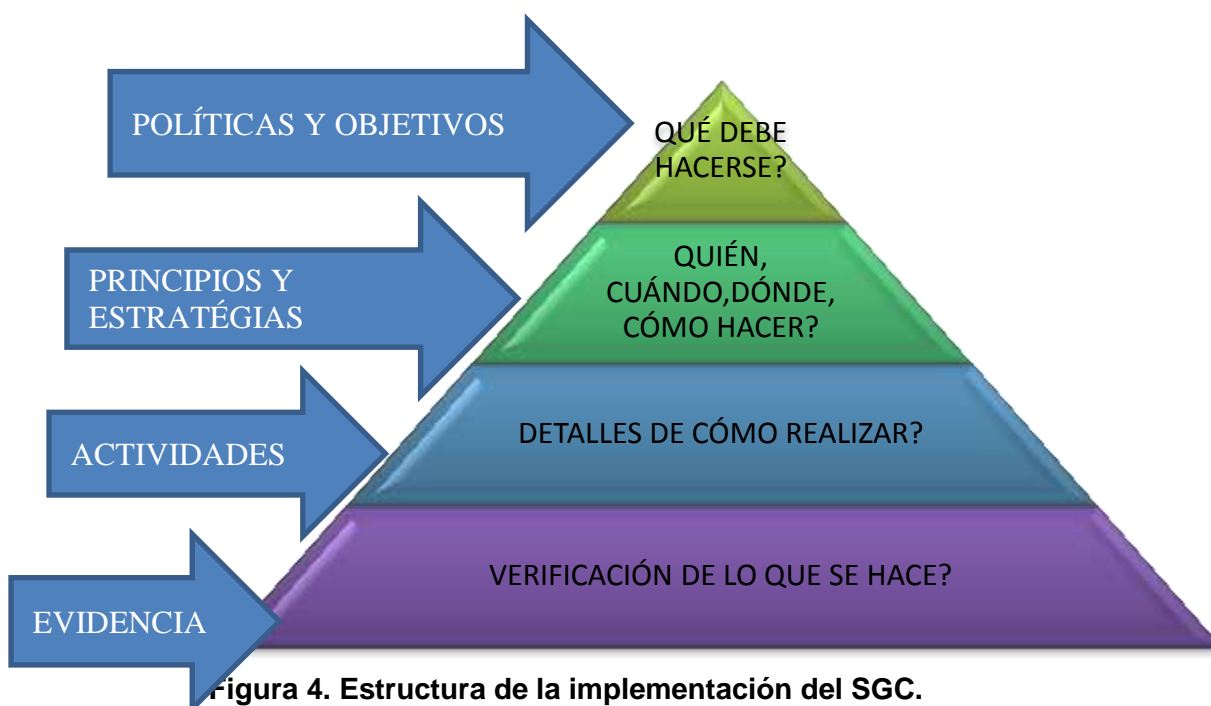 POLÍTICAS Y OBJETIVOS
QUÉ DEBE
HACERSE?
PRINCIPIOS Y
ESTRATÉGIAS
QUIÉN,
CUÁNDO,DÓNDE,
CÓMO HACER?
ACTIVIDADES
DETALLES DE CÓMO REALIZAR?
EVIDENCIA
VERIFICACIÓN DE LO QUE SE HACE?
Figura 4. Estructura de la implementación del SGC.